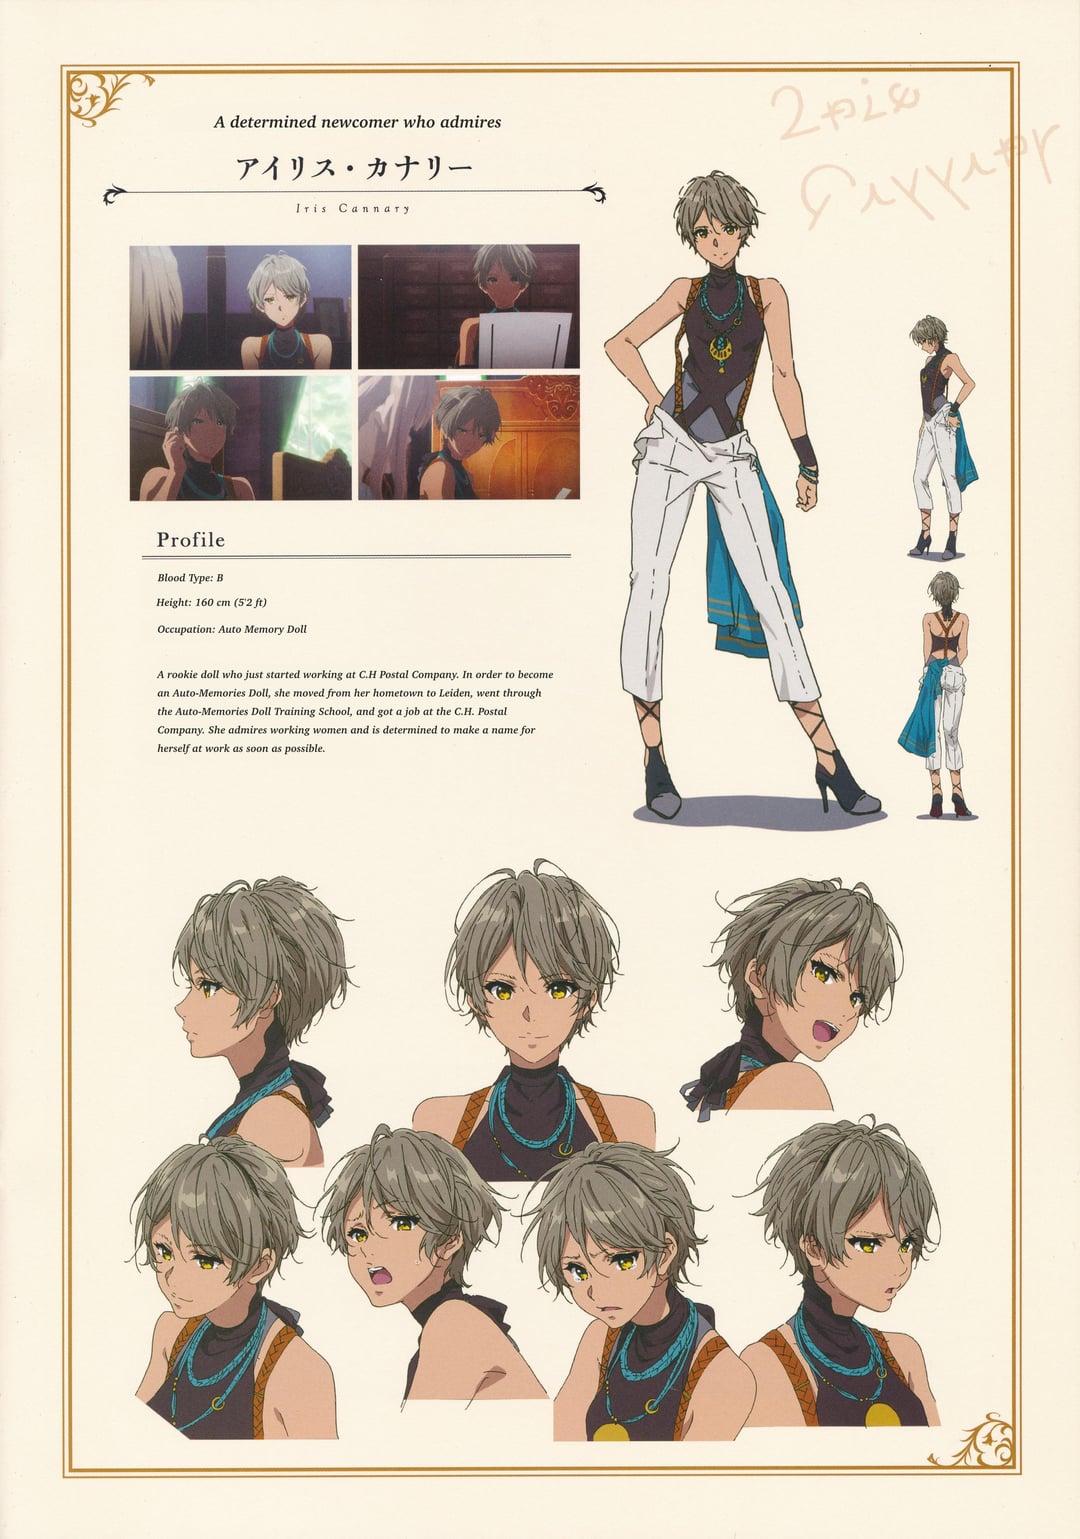 A determined newcomer who admires
アイリス・カナリー
Iris Cannary
Profile
Blood Type: B
Height: 160 cm (5'2 ft)
Occupation: Auto Memory Doll
A rookie doll who just started working at C.H Postal Company. In order to become
an Auto-Memories Doll, she moved from her hometown to Leiden, went through
the Auto-Memories Doll Training School, and got a job at the C.H. Postal
Company. She admires working women and is determined to make a name for
herself at work as soon as possible.